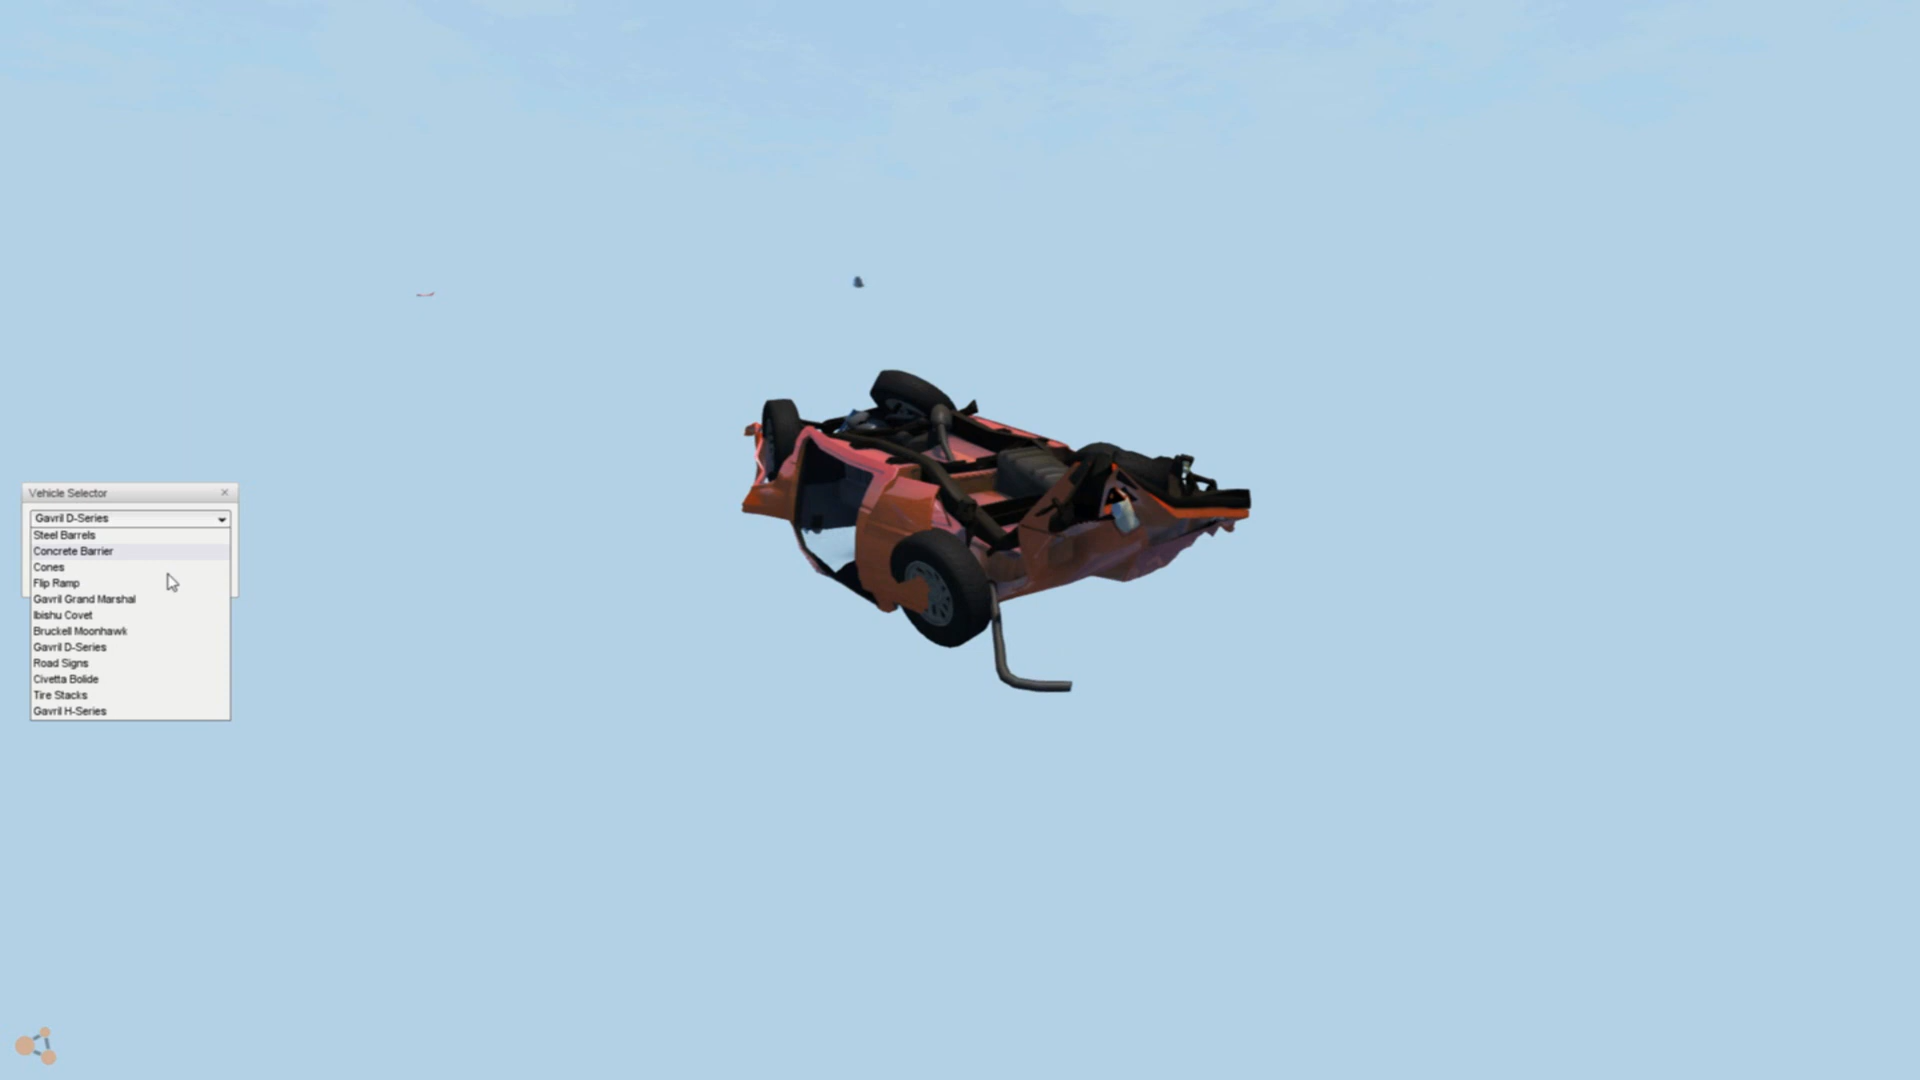 Vehicle Selector
Gavril D-Series
Steel Barrels
Concrete Barrier
Cones
Flip Ramp
Gavril Grand Marshal
Ibishu Covet
Bruckell Moonhawk
Gavril D-Series
Road Signs
Civetta Bolide
Tire Stacks
Gavril H-Series